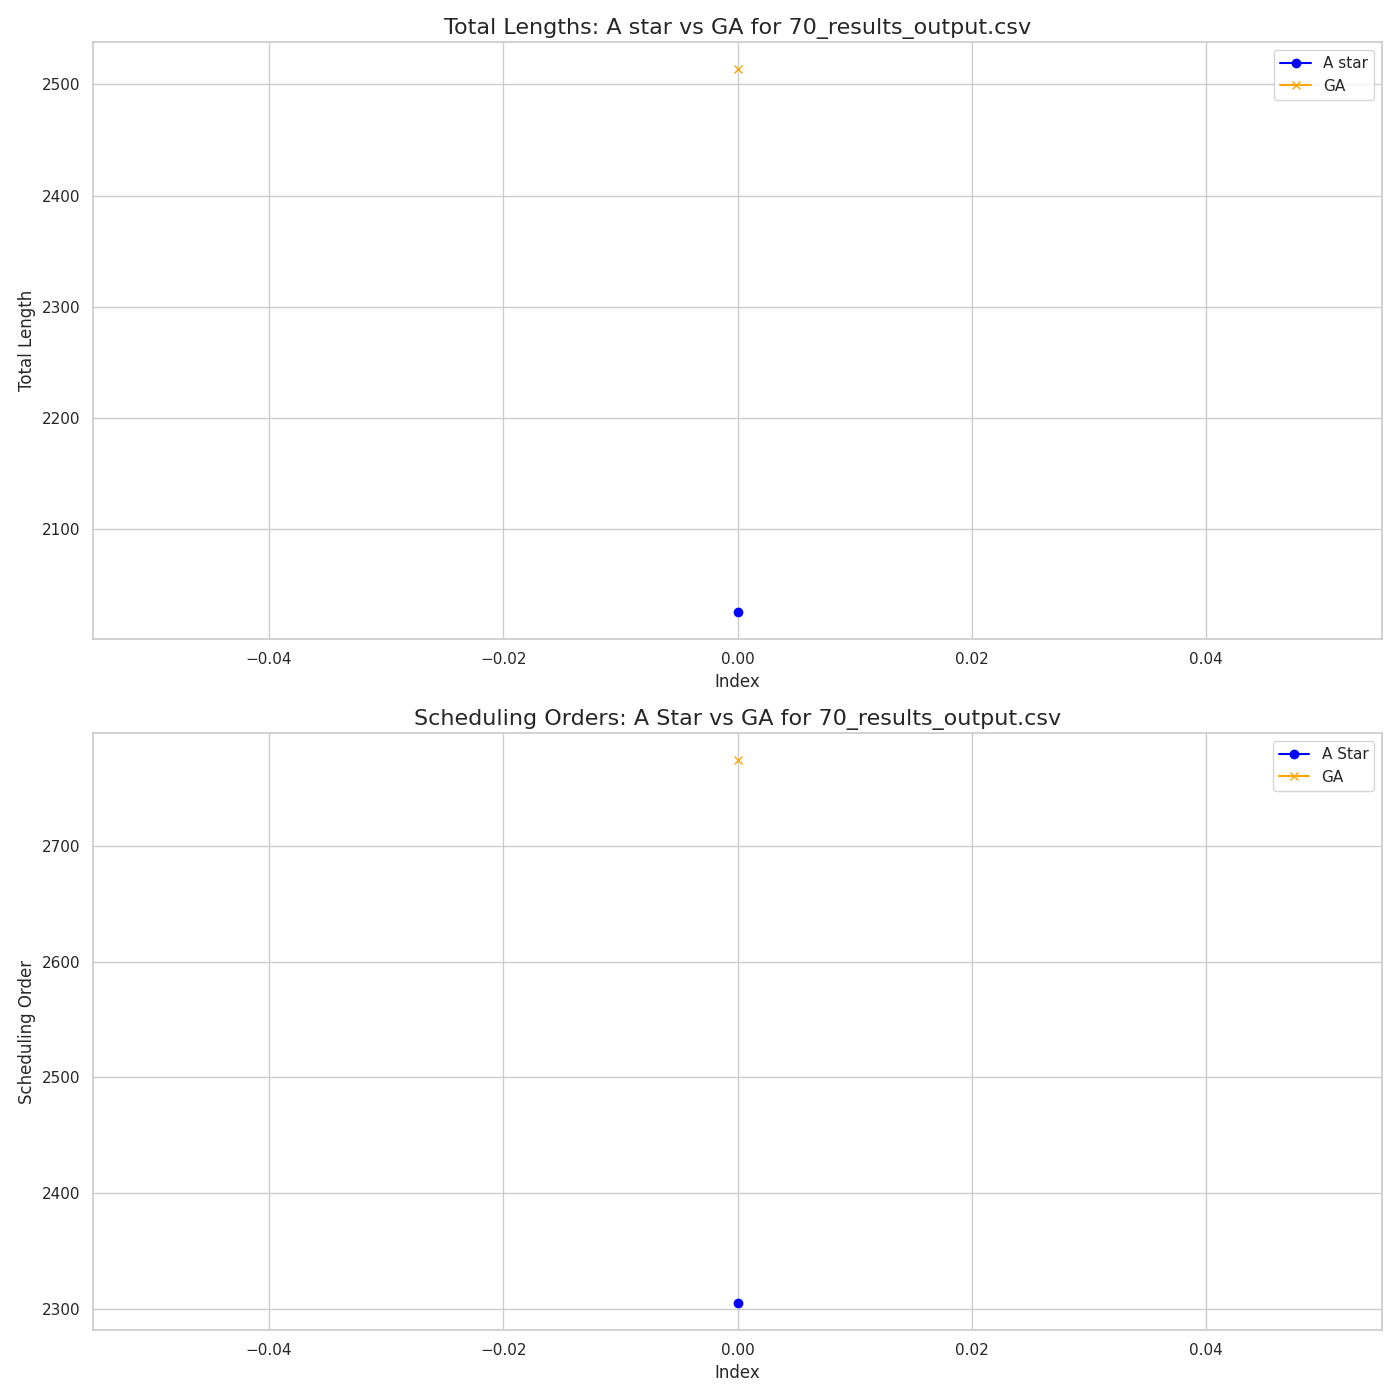 Total Lengths: A star vs GA for 70_results_output.csv
A star
GA
2500
2400
2300
2200
2100
Total Length
−0.04
−0.02
0.00
0.02
0.04
Index
Scheduling Orders: A Star vs GA for 70_results_output.csv
A Star
GA
2700
2600
2500
2400
2300
Scheduling Order
−0.04
−0.02
0.00
0.02
0.04
Index